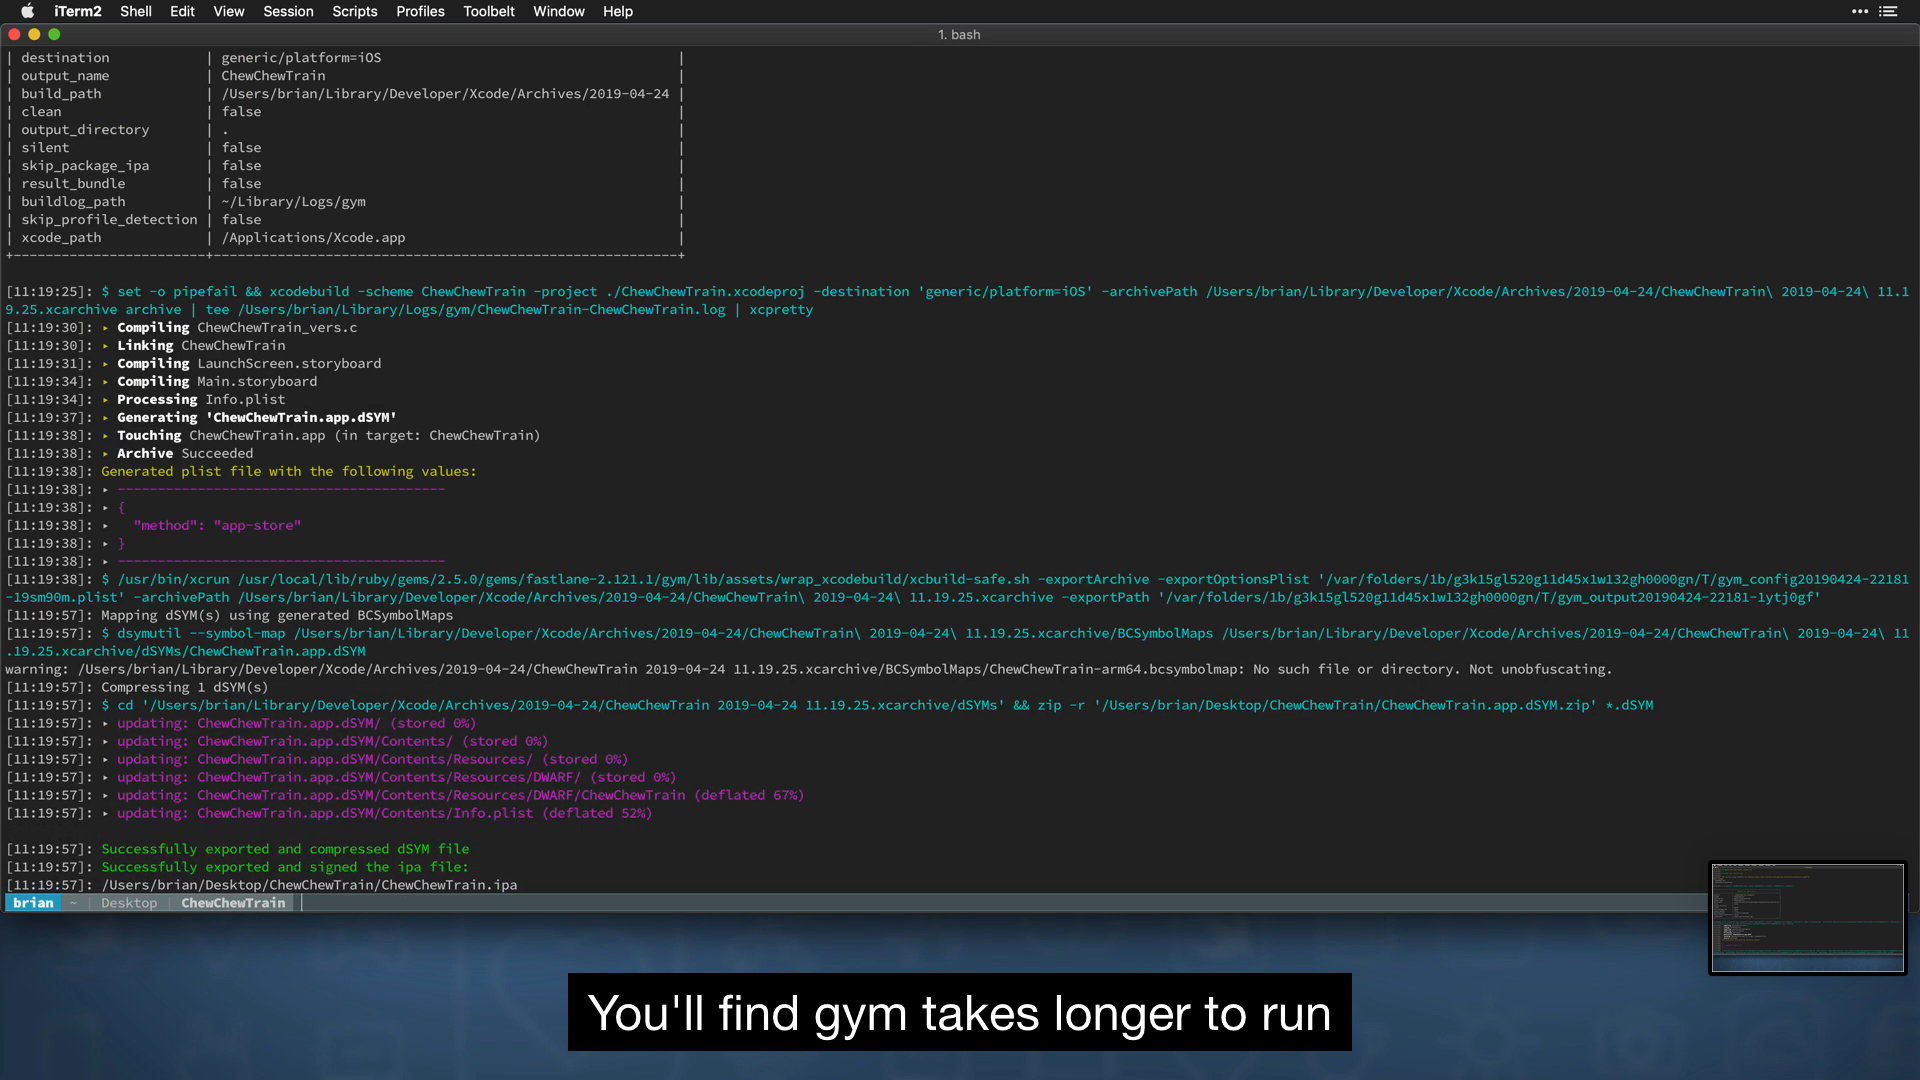 iTerm2 Shell Edit View Session Scripts Profiles Toolbelt Window Help
1. bash
| destination | generic/platform=iOS |
| output_name | ChewChewTrain |
| build_path | /Users/brian/Library/Developer/Xcode/Archives/2019-04-24 |
| clean | false |
| output_directory | . |
| silent | false |
| skip_package_ipa | false |
| result_bundle | false |
| buildlog_path | ~/Library/Logs/gym |
| skip_profile_detection | false |
| xcode_path | /Applications/Xcode.app |
+------------------------+----------------------------------------------------------+
[11:19:25]: $ set -o pipefail && xcodebuild -scheme ChewChewTrain -project ./ChewChewTrain.xcodeproj -destination 'generic/platform=iOS' -archivePath /Users/brian/Library/Developer/Xcode/Archives/2019-04-24/ChewChewTrain\ 2019-04-24\ 11.1
9.25.xcarchive archive | tee /Users/brian/Library/Logs/gym/ChewChewTrain-ChewChewTrain.log | xcpretty
[11:19:30]: ▸ Compiling ChewChewTrain_vers.c
[11:19:30]: ▸ Linking ChewChewTrain
[11:19:31]: ▸ Compiling LaunchScreen.storyboard
[11:19:34]: ▸ Compiling Main.storyboard
[11:19:34]: ▸ Processing Info.plist
[11:19:37]: ▸ Generating 'ChewChewTrain.app.dSYM'
[11:19:38]: ▸ Touching ChewChewTrain.app (in target: ChewChewTrain)
[11:19:38]: ▸ Archive Succeeded
[11:19:38]: Generated plist file with the following values:
[11:19:38]: ▸ -----------------------------------------
[11:19:38]: ▸ {
[11:19:38]: ▸ "method": "app-store"
[11:19:38]: ▸ }
[11:19:38]: ▸ -----------------------------------------
[11:19:38]: $ /usr/bin/xcrun /usr/local/lib/ruby/gems/2.5.0/gems/fastlane-2.121.1/gym/lib/assets/wrap_xcodebuild/xcbuild-safe.sh -exportArchive -exportOptionsPlist '/var/folders/1b/g3k15gl520g11d45x1w132gh0000gn/T/gym_config20190424-22181
-19sm90m.plist' -archivePath /Users/brian/Library/Developer/Xcode/Archives/2019-04-24/ChewChewTrain\ 2019-04-24\ 11.19.25.xcarchive -exportPath '/var/folders/1b/g3k15gl520g11d45x1w132gh0000gn/T/gym_output20190424-22181-1ytj0gf'
[11:19:57]: Mapping dSYM(s) using generated BCSymbolMaps
[11:19:57]: $ dsymutil --symbol-map /Users/brian/Library/Developer/Xcode/Archives/2019-04-24/ChewChewTrain\ 2019-04-24\ 11.19.25.xcarchive/BCSymbolMaps /Users/brian/Library/Developer/Xcode/Archives/2019-04-24/ChewChewTrain\ 2019-04-24\ 11
.19.25.xcarchive/dSYMs/ChewChewTrain.app.dSYM
warning: /Users/brian/Library/Developer/Xcode/Archives/2019-04-24/ChewChewTrain 2019-04-24 11.19.25.xcarchive/BCSymbolMaps/ChewChewTrain-arm64.bcsymbolmap: No such file or directory. Not unobfuscating.
[11:19:57]: Compressing 1 dSYM(s)
[11:19:57]: $ cd '/Users/brian/Library/Developer/Xcode/Archives/2019-04-24/ChewChewTrain 2019-04-24 11.19.25.xcarchive/dSYMs' && zip -r '/Users/brian/Desktop/ChewChewTrain/ChewChewTrain.app.dSYM.zip' *.dSYM
[11:19:57]: ▸ updating: ChewChewTrain.app.dSYM/ (stored 0%)
[11:19:57]: ▸ updating: ChewChewTrain.app.dSYM/Contents/ (stored 0%)
[11:19:57]: ▸ updating: ChewChewTrain.app.dSYM/Contents/Resources/ (stored 0%)
[11:19:57]: ▸ updating: ChewChewTrain.app.dSYM/Contents/Resources/DWARF/ (stored 0%)
[11:19:57]: ▸ updating: ChewChewTrain.app.dSYM/Contents/Resources/DWARF/ChewChewTrain (deflated 67%)
[11:19:57]: ▸ updating: ChewChewTrain.app.dSYM/Contents/Info.plist (deflated 52%)
[11:19:57]: Successfully exported and compressed dSYM file
[11:19:57]: Successfully exported and signed the ipa file:
[11:19:57]: /Users/brian/Desktop/ChewChewTrain/ChewChewTrain.ipa
brian ~ Desktop ChewChewTrain
You'll find gym takes longer to run